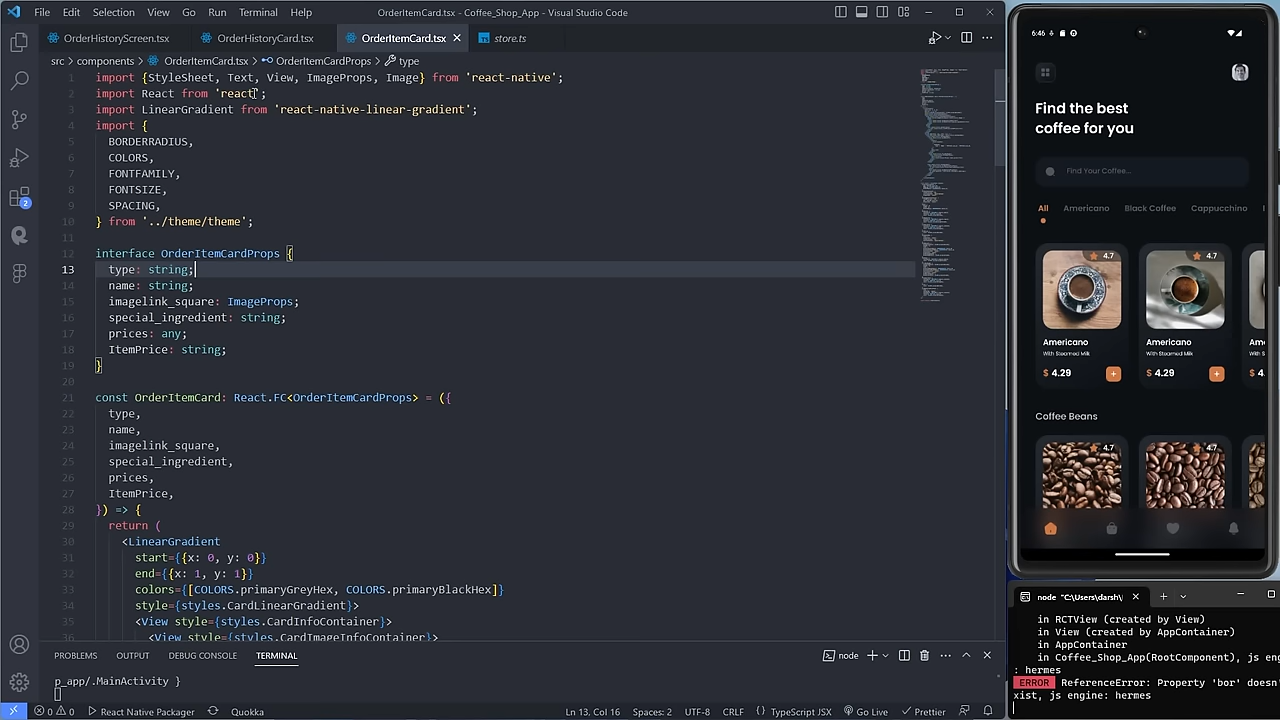 File Edit Selection View Go Run Terminal Help
OrderItemCard.tsx - Coffee_Shop_App - Visual Studio Code
OrderHistoryScreen.tsx
OrderHistoryCard.tsx
OrderItemCard.tsx
store.ts
src > components > OrderItemCard.tsx > OrderItemCardProps > type
1 import {StyleSheet, Text, View, ImageProps, Image} from 'react-native';
2 import React from 'react';
3 import LinearGradient from 'react-native-linear-gradient';
4 import {
5 BORDERRADIUS,
6 COLORS,
7 FONTFAMILY,
8 FONTSIZE,
9 SPACING,
10 } from '../theme/theme';
11
12 interface OrderItemCardProps {
13 type: string;
14 name: string;
15 imagelink_square: ImageProps;
16 special_ingredient: string;
17 prices: any;
18 ItemPrice: string;
19 }
20
21 const OrderItemCard: React.FC<OrderItemCardProps> = ({
22 type,
23 name,
24 imagelink_square,
25 special_ingredient,
26 prices,
27 ItemPrice,
28 }) => {
29 return (
30 <LinearGradient
31 start={{x: 0, y: 0}}
32 end={{x: 1, y: 1}}
33 colors={[COLORS.primaryGreyHex, COLORS.primaryBlackHex]}
34 style={styles.CardLinearGradient}>
35 <View style={styles.CardInfoContainer}>
36 <View style={styles.CardImageInfoContainer}>
2
PROBLEMS OUTPUT DEBUG CONSOLE TERMINAL
node
p_app/.MainActivity }
0 0 React Native Packager Quokka
Ln 13, Col 16 Spaces: 2 UTF-8 CRLF {} TypeScript JSX Go Live Prettier
6:46
Find the best
coffee for you
Find Your Coffee...
All Americano Black Coffee Cappucchino
4.7 4.7
Americano Americano Am
With Steamed Milk With Steamed Milk With
$ 4.29 $ 4.29 $ 4.
Coffee Beans
4.7 4.7
node "C:\Users\darsh\
in RCTView (created by View)
in View (created by AppContainer)
in AppContainer
in Coffee_Shop_App(RootComponent), js eng
: hermes
ERROR ReferenceError: Property 'bor' doesn'
xist, js engine: hermes